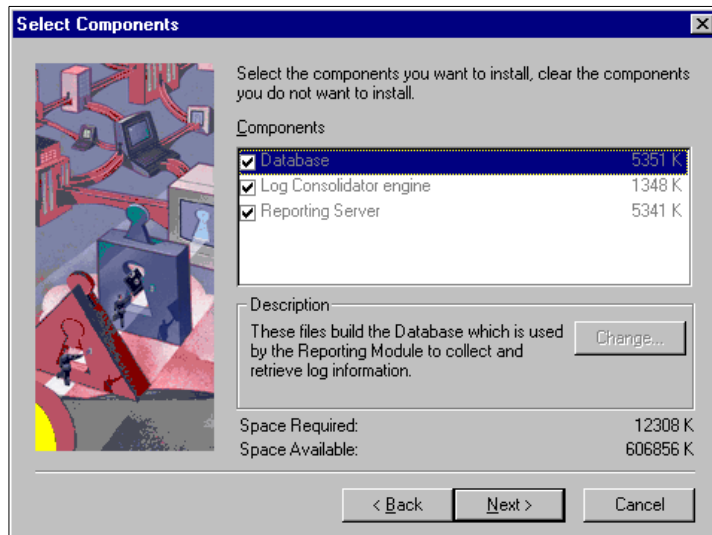 Select Components
Select the components you want to install, clear the components
you do not want to install.
Components
Database 5351 K
Log Consolidator engine 1348 K
Reporting Server 5341 K
Description
These files build the Database which is used
by the Reporting Module to collect and
retrieve log information.
Change...
Space Required: 12308 K
Space Available: 606856 K
< Back
Next >
Cancel